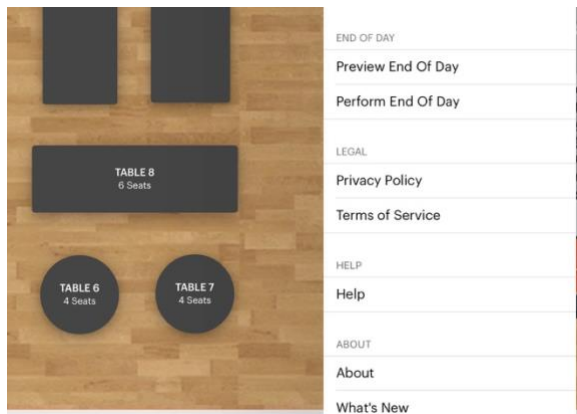 TABLE 8
6 Seats
TABLE 6
4 Seats
TABLE 7
4 Seats
END OF DAY
Preview End Of Day
Perform End Of Day
LEGAL
Privacy Policy
Terms of Service
HELP
Help
ABOUT
About
What's New